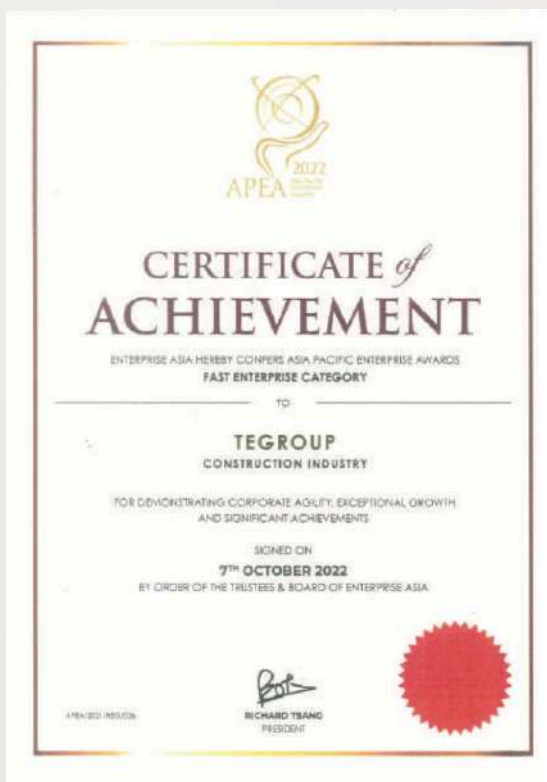 2022
APEA
CERTIFICATE of
ACHIEVEMENT
ENTERPRISE ASIA HEREBY CONFERS ASIA PACIFIC ENTERPRISE AWARDS
FAST ENTERPRISE CATEGORY
TO
TEGROUP
CONSTRUCTION INDUSTRY
FOR DEMONSTRATING CORPORATE AGILITY, EXCEPTIONAL GROWTH
AND SIGNIFICANT ACHIEVEMENTS
SIGNED ON
7TH OCTOBER 2022
BY ORDER OF THE TRUSTEES & BOARD OF ENTERPRISE ASIA
RICHARD TSANG
PRESIDENT